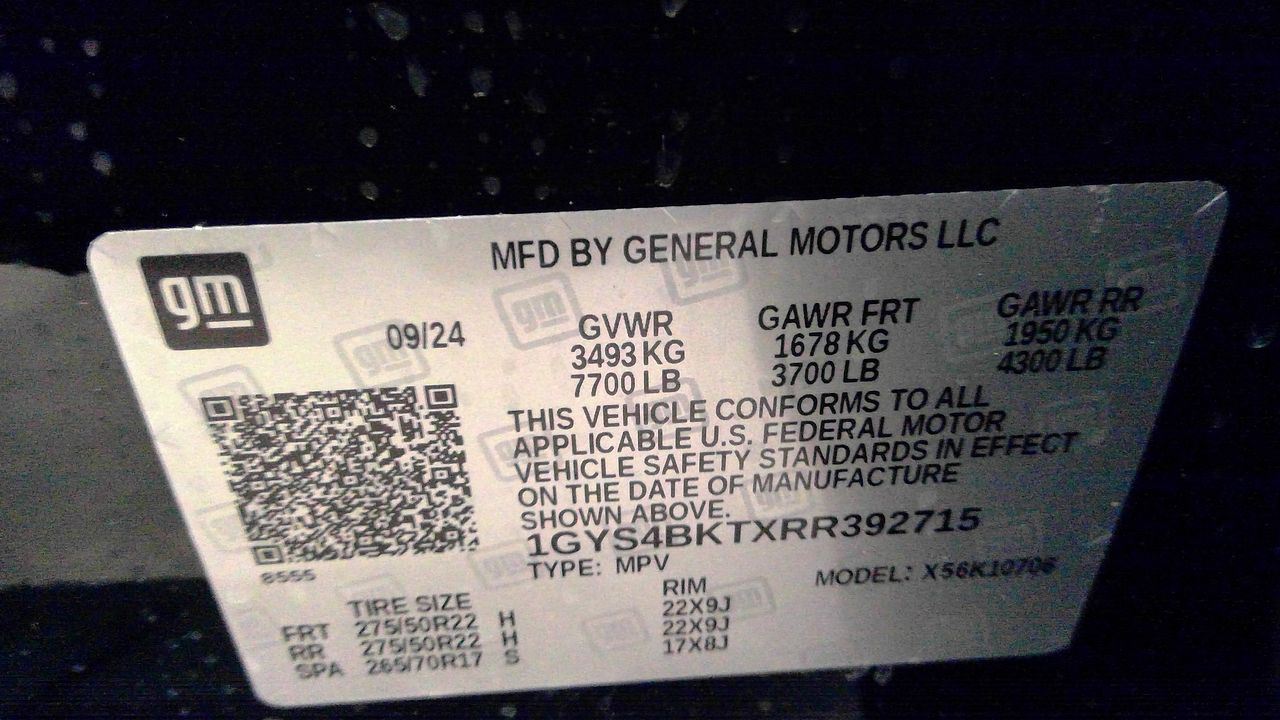 gm
MFD BY GENERAL MOTORS LLC
09/24
GVWR GAWR FRT GAWR RR
3493 KG 1678 KG 1950 KG
7700 LB 3700 LB 4300 LB
THIS VEHICLE CONFORMS TO ALL
APPLICABLE U.S. FEDERAL MOTOR
VEHICLE SAFETY STANDARDS IN EFFECT
ON THE DATE OF MANUFACTURE
SHOWN ABOVE.
1GYS4BKTXRR392715
8555
TYPE: MPV MODEL: X56K10706
TIRE SIZE RIM
FRT 275/50R22 H 22X9J
RR 275/50R22 H 22X9J
SPA 265/70R17 S 17X8J